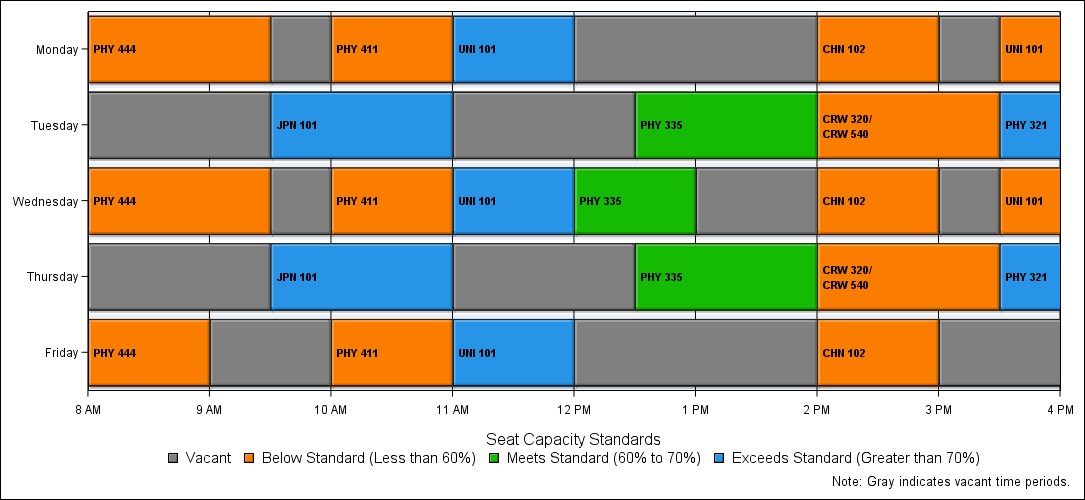 Monday
PHY 444
PHY 411
UNI 101
CHN 102
UNI 101
Tuesday
JPN 101
PHY 335
CRW 320/
CRW 540
PHY 321
Wednesday
PHY 444
PHY 411
UNI 101
PHY 335
CHN 102
UNI 101
Thursday
JPN 101
PHY 335
CRW 320/
CRW 540
PHY 321
Friday
PHY 444
PHY 411
UNI 101
CHN 102
8 AM 9 AM 10 AM 11 AM 12 PM 1 PM 2 PM 3 PM 4 PM
Seat Capacity Standards
Vacant Below Standard (Less than 60%) Meets Standard (60% to 70%) Exceeds Standard (Greater than 70%)
Note: Gray indicates vacant time periods.